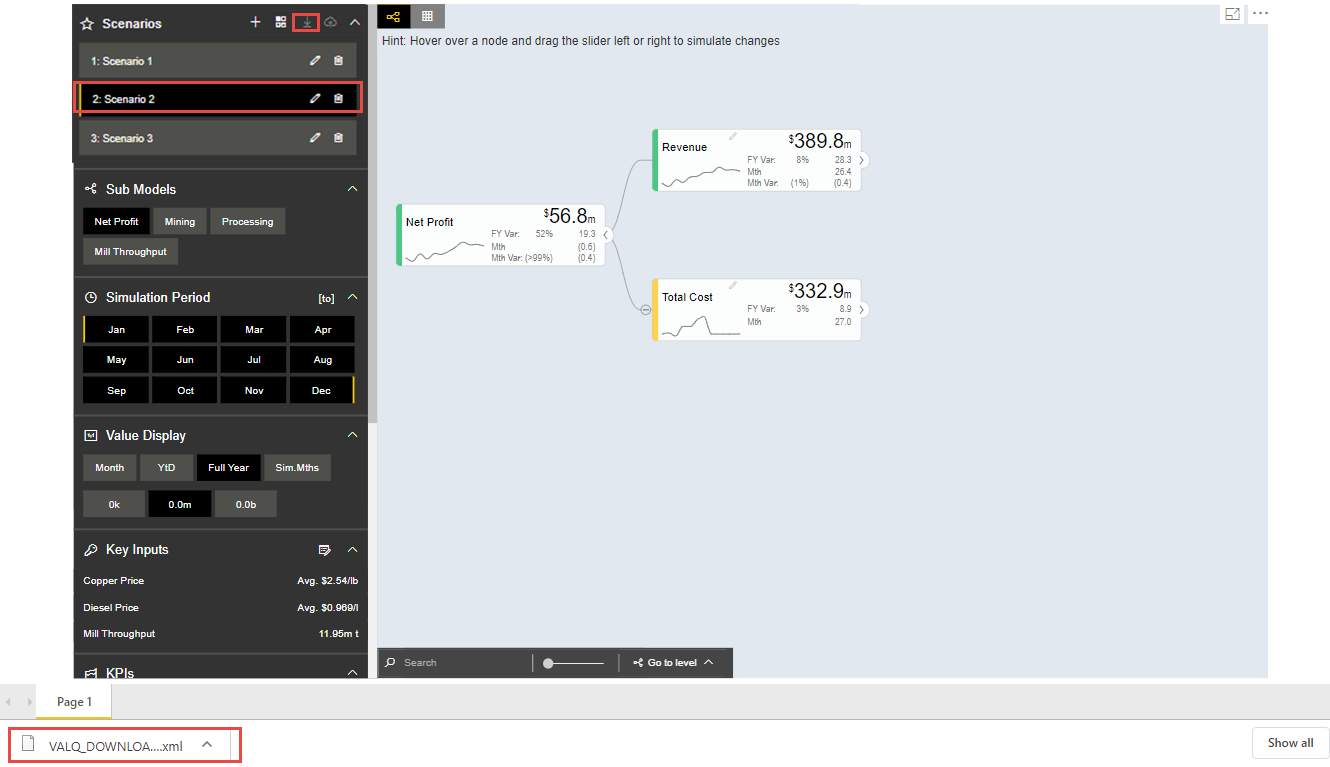 Scenarios
1: Scenario 1
2: Scenario 2
3: Scenario 3
Sub Models
Net Profit Mining Processing
Mill Throughput
Simulation Period [to]
Jan Feb Mar Apr
May Jun Jul Aug
Sep Oct Nov Dec
Value Display
Month YtD Full Year Sim.Mths
0k 0.0m 0.0b
Key Inputs
Copper Price Avg. $2.54/lb
Diesel Price Avg. $0.969/l
Mill Throughput 11.95m t
KPIs
Hint: Hover over a node and drag the slider left or right to simulate changes
Revenue $389.8m
FY Var: 8% 28.3
Mth 26.4
Mth Var: (1%) (0.4)
Net Profit $56.8m
FY Var: 52% 19.3
Mth (0.6)
Mth Var: (>99%) (0.4)
Total Cost $332.9m
FY Var: 3% 8.9
Mth 27.0
Search Go to level
Page 1
VALQ_DOWNLOA....xml
Show all